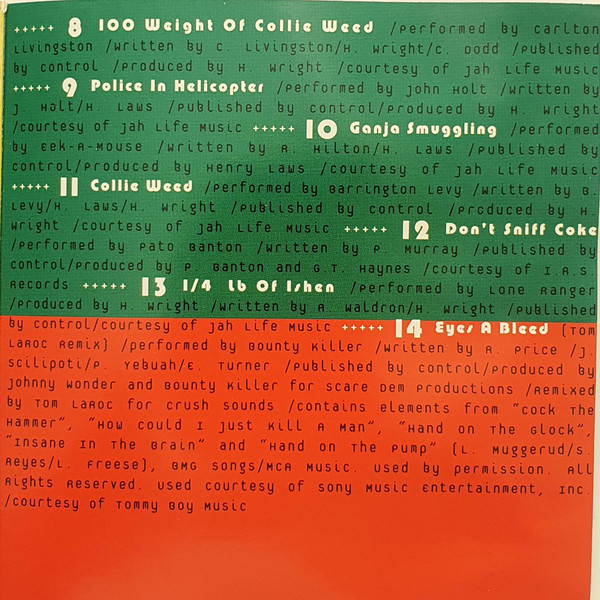 +++++ 8 100 Weight Of Collie Weed /performed by carlton
Livingston /written by C. Livingston/H. Wright/C. Dodd /published
by control /produced by H. Wright /courtesy of Jah Life Music
+++++ 9 Police In Helicopter /performed by John Holt /written by
J. Holt/H. Laws /published by control/produced by H. Wright
/courtesy of Jah Life Music +++++ 10 Ganja Smuggling /performed
by Eek-A-Mouse /written by R. Hilton/H. Laws /published by
control/produced by Henry Laws /courtesy of Jah Life Music
+++++ 11 Collie Weed /performed by Barrington Levy /written by B.
Levy/H. Laws/H. Wright /published by control /produced by H.
Wright /courtesy of Jah Life Music +++++ 12 Don't Sniff Coke
/performed by Pato Banton /written by P. Murray /published by
control/produced by P. Banton and G.T. Haynes /courtesy of I.R.S.
Records +++++ 13 1/4 Lb Of Ishen /performed by Lone Ranger
/produced by H. Wright /written by A. Waldron/H. Wright /published
by control/courtesy of Jah Life Music +++++ 14 Eyes A Bleed (Tom
LaRoc Remix) /performed by Bounty Killer /written by R. Price /J.
Scilipoti/P. Yebuah/E. Turner /published by control/produced by
Johnny Wonder and Bounty Killer for Scare Dem Productions /Remixed
by Tom LaRoc for Crush Sounds /contains elements from "Cock The
Hammer", "How Could I Just Kill A Man", "Hand On The Glock",
"Insane In The Brain" and "Hand On The Pump" (L. Muggerud/S.
Reyes/L. Freese), BMG Songs/MCA Music. Used by permission. All
Rights Reserved. Used courtesy of Sony Music Entertainment, Inc.
/courtesy of Tommy Boy Music